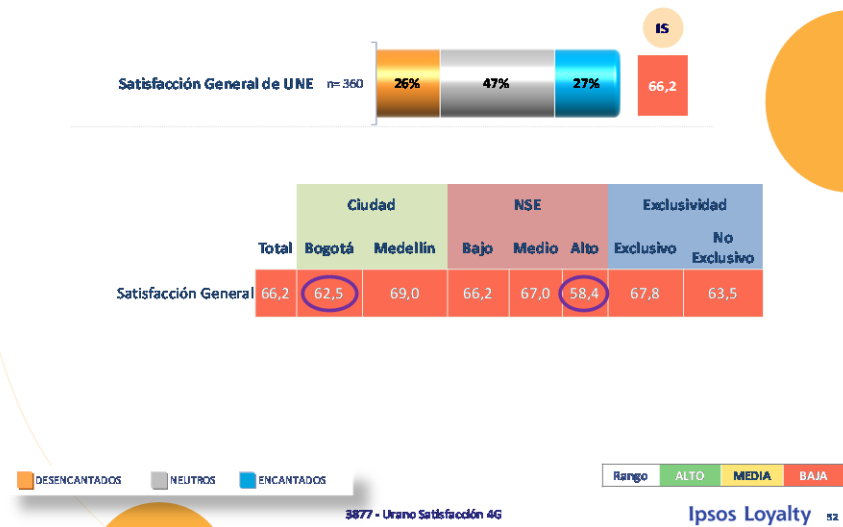 IS
Satisfacción General de UNE n= 360 26% 47% 27% 66,2
Ciudad NSE Exclusividad
Total Bogotá Medellín Bajo Medio Alto Exclusivo No Exclusivo
Satisfacción General 66,2 62,5 69,0 66,2 67,0 58,4 67,8 63,5
DESENCANTADOS NEUTROS ENCANTADOS
Rango ALTO MEDIA BAJA
3877 - Urano Satisfacción 4G
Ipsos Loyalty 52